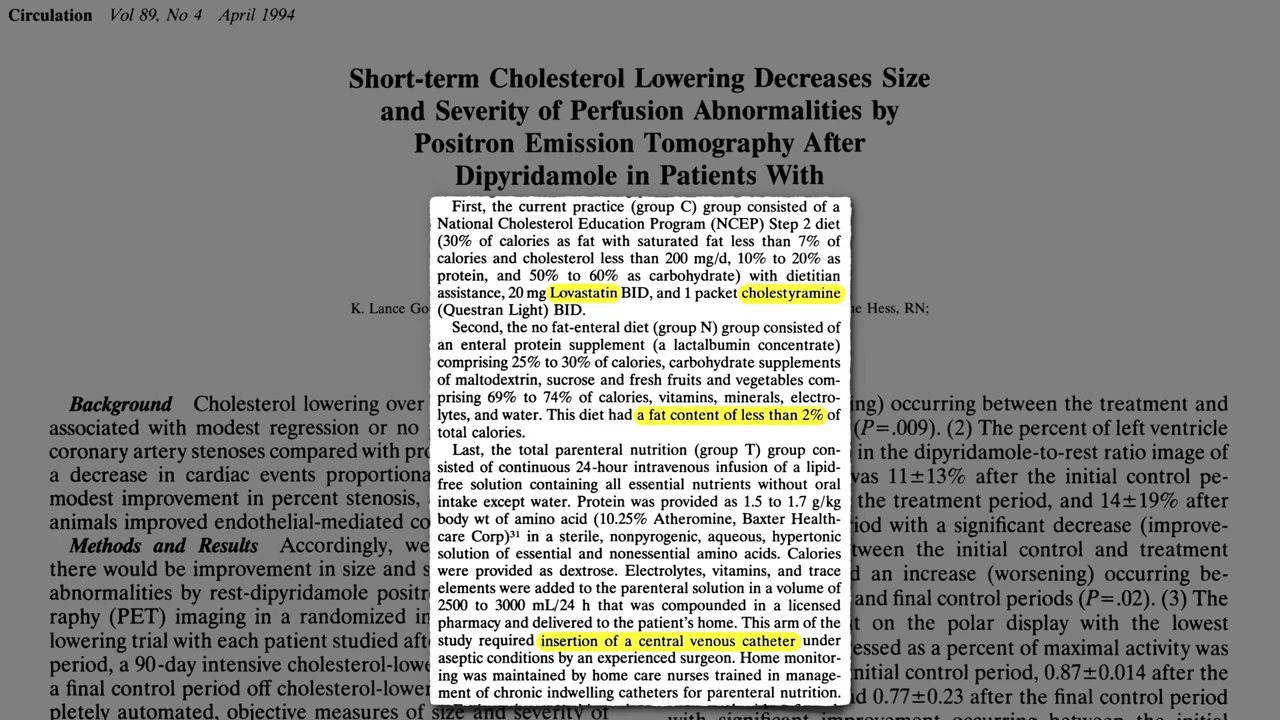 Circulation Vol 89, No 4 April 1994
Short-term Cholesterol Lowering Decreases Size
and Severity of Perfusion Abnormalities by
Positron Emission Tomography After
Dipyridamole in Patients With
K. Lance Go
e Hess, RN;
First, the current practice (group C) group consisted of a
National Cholesterol Education Program (NCEP) Step 2 diet
(30% of calories as fat with saturated fat less than 7% of
calories and cholesterol less than 200 mg/d, 10% to 20% as
protein, and 50% to 60% as carbohydrate) with dietitian
assistance, 20 mg Lovastatin BID, and 1 packet cholestyramine
(Questran Light) BID.
Second, the no fat-enteral diet (group N) group consisted of
an enteral protein supplement (a lactalbumin concentrate)
comprising 25% to 30% of calories, carbohydrate supplements
of maltodextrin, sucrose and fresh fruits and vegetables com-
prising 69% to 74% of calories, vitamins, minerals, electro-
lytes, and water. This diet had a fat content of less than 2% of
total calories.
Last, the total parenteral nutrition (group T) group con-
sisted of continuous 24-hour intravenous infusion of a lipid-
free solution containing all essential nutrients without oral
intake except water. Protein was provided as 1.5 to 1.7 g/kg
body wt of amino acid (10.25% Atheromine, Baxter Health-
care Corp)³¹ in a sterile, nonpyrogenic, aqueous, hypertonic
solution of essential and nonessential amino acids. Calories
were provided as dextrose. Electrolytes, vitamins, and trace
elements were added to the parenteral solution in a volume of
2500 to 3000 mL/24 h that was compounded in a licensed
pharmacy and delivered to the patient's home. This arm of the
study required insertion of a central venous catheter under
aseptic conditions by an experienced surgeon. Home monitor-
ing was maintained by home care nurses trained in manage-
ment of chronic indwelling catheters for parenteral nutrition.
Background Cholesterol lowering over
associated with modest regression or no
coronary artery stenoses compared with pr
a decrease in cardiac events proportiona
modest improvement in percent stenosis,
animals improved endothelial-mediated co
Methods and Results Accordingly, we
there would be improvement in size and s
abnormalities by rest-dipyridamole positr
raphy (PET) imaging in a randomized
lowering trial with each patient studied aft
period, a 90-day intensive cholesterol-lowe
a final control period off cholesterol-lower
pletely automated, objective measures of size and severity of
ing) occurring between the treatment and
(P=.009). (2) The percent of left ventricle
in the dipyridamole-to-rest ratio image of
was 11±13% after the initial control pe-
the treatment period, and 14±19% after
iod with a significant decrease (improve-
tween the initial control and treatment
d an increase (worsening) occurring be-
and final control periods (P=.02). (3) The
t on the polar display with the lowest
essed as a percent of maximal activity was
nitial control period, 0.87±0.014 after the
d 0.77±0.23 after the final control period
with significant improvement occurring between the initial